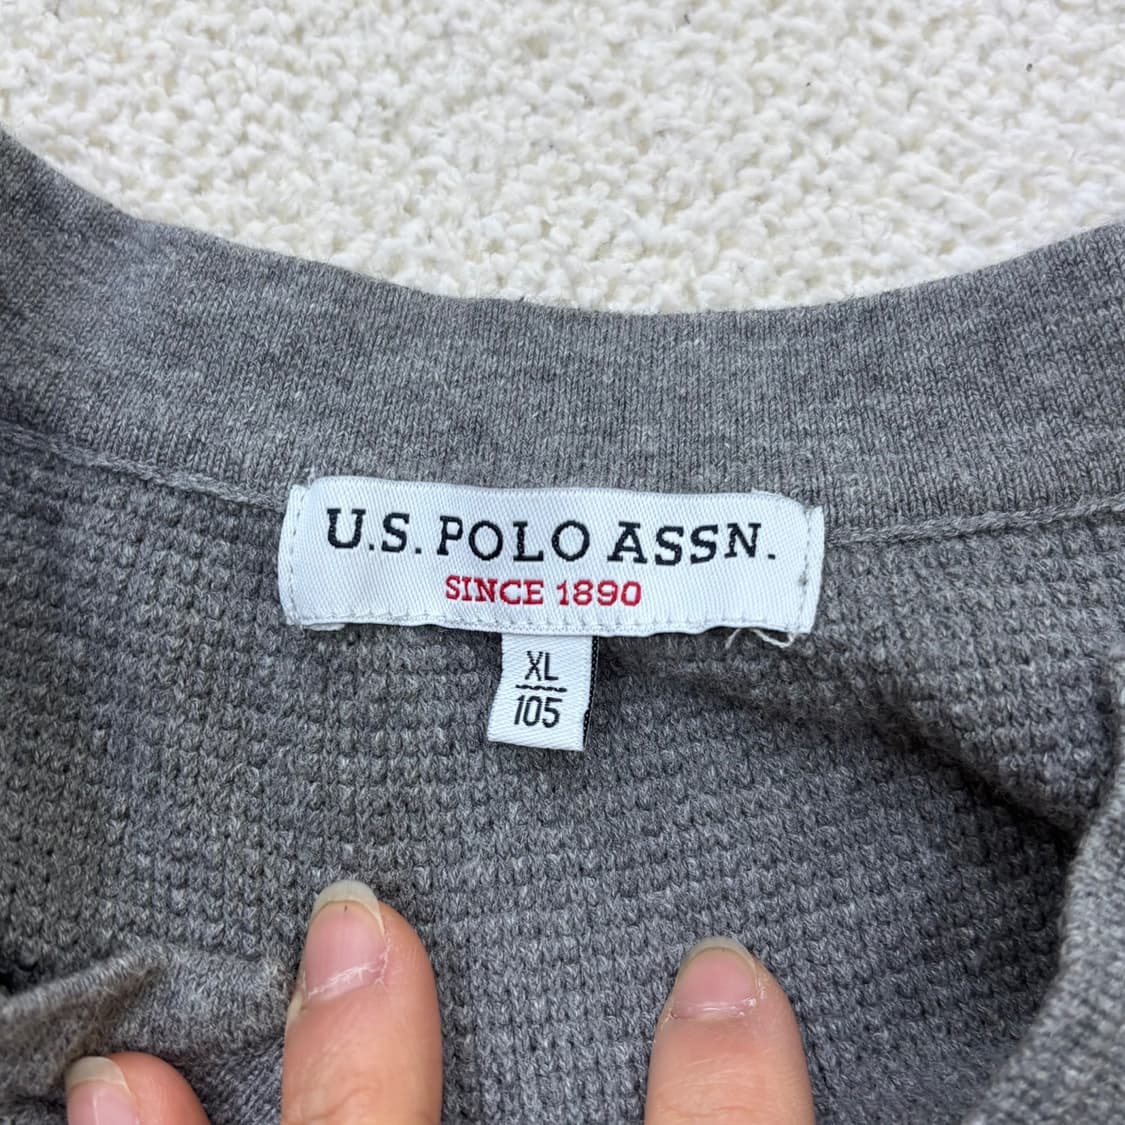 U.S. POLO ASSN.
SINCE 1890
XL
105